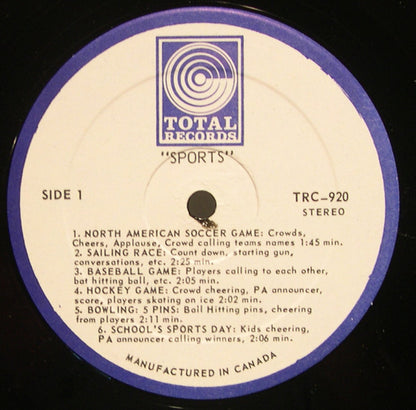 TOTAL
RECORDS
"SPORTS"
SIDE 1
TRC-920
STEREO
1. NORTH AMERICAN SOCCER GAME: Crowds,
Cheers, Applause, Crowd calling teams names 1:45 min.
2. SAILING RACE: Count down, starting gun,
conversations, etc. 2:25 min.
3. BASEBALL GAME: Players calling to each other,
bat hitting ball, etc. 2:05 min.
4. HOCKEY GAME: Crowd cheering, PA announcer,
score, players skating on ice 2:02 min.
5. BOWLING: 5 PINS: Ball Hitting pins, cheering
from players 2:11 min.
6. SCHOOL'S SPORTS DAY: Kids cheering,
PA announcer calling winners, 2:06 min.
MANUFACTURED IN CANADA